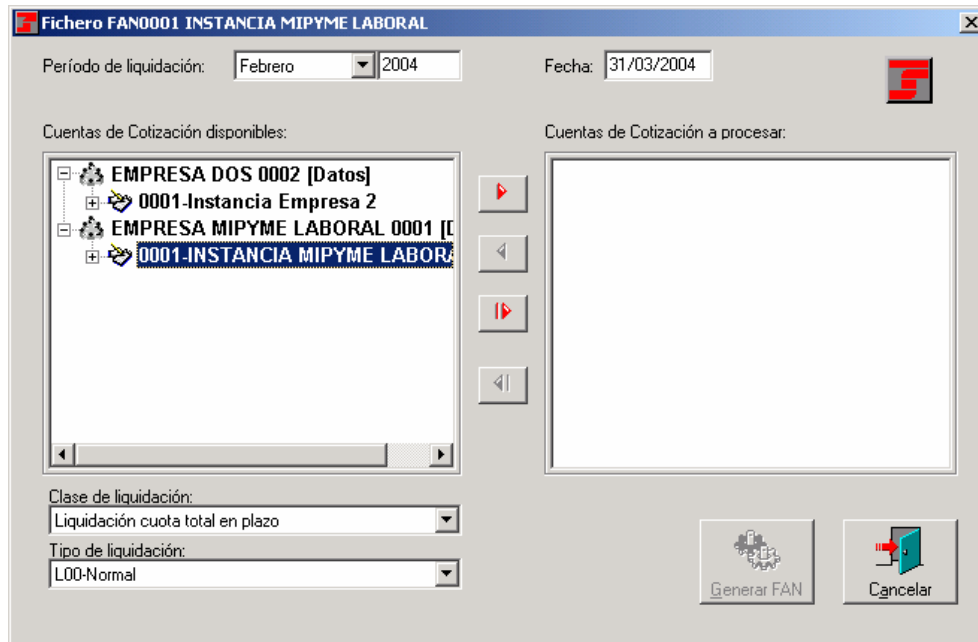 Fichero FAN0001 INSTANCIA MIPYME LABORAL
Período de liquidación: Febrero 2004 Fecha: 31/03/2004
Cuentas de Cotización disponibles: Cuentas de Cotización a procesar:
EMPRESA DOS 0002 [Datos]
0001-Instancia Empresa 2
EMPRESA MIPYME LABORAL 0001 [D
0001-INSTANCIA MIPYME LABORA
Clase de liquidación:
Liquidación cuota total en plazo
Tipo de liquidación:
L00-Normal
Generar FAN Cancelar